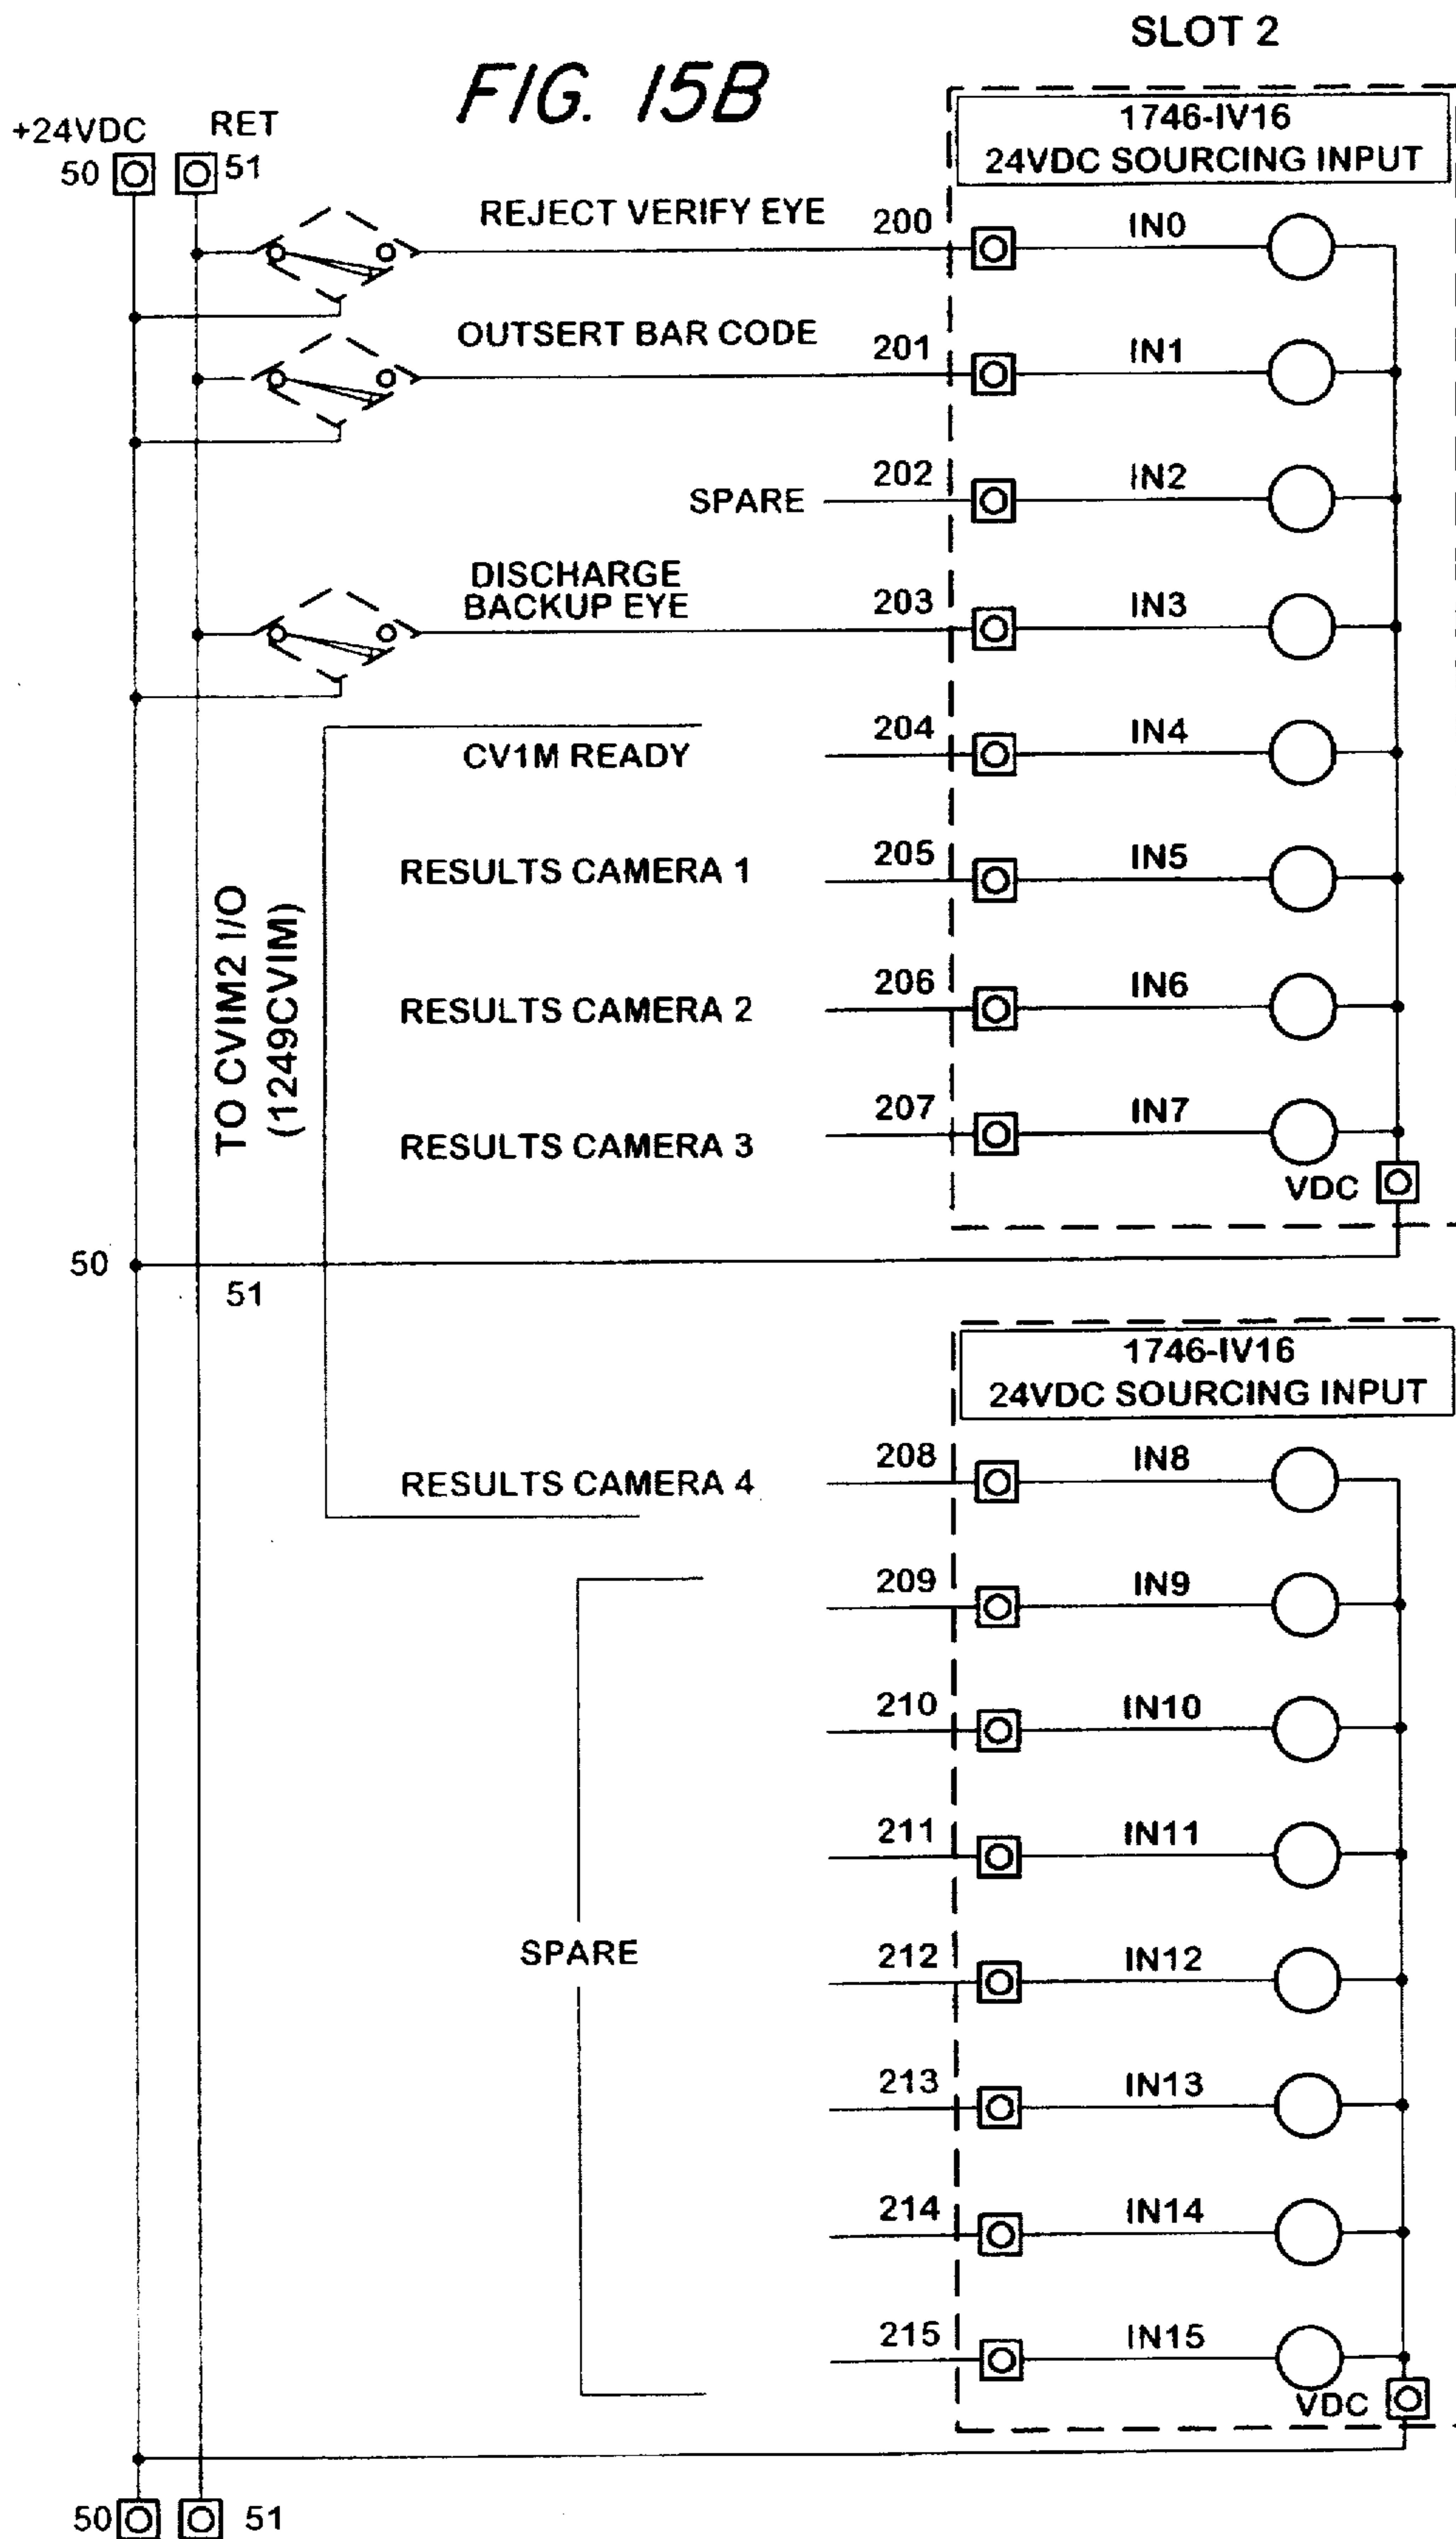 SLOT 2
FIG. 15B
+24VDC RET
50 51
1746-IV16
24VDC SOURCING INPUT
REJECT VERIFY EYE 200 IN0
OUTSERT BAR CODE 201 IN1
SPARE 202 IN2
DISCHARGE
BACKUP EYE 203 IN3
CV1M READY 204 IN4
RESULTS CAMERA 1 205 IN5
TO CVIM2 I/O
(1249CVIM)
RESULTS CAMERA 2 206 IN6
RESULTS CAMERA 3 207 IN7
VDC
50
51
1746-IV16
24VDC SOURCING INPUT
RESULTS CAMERA 4 208 IN8
209 IN9
210 IN10
211 IN11
SPARE 212 IN12
213 IN13
214 IN14
215 IN15
VDC
50 51